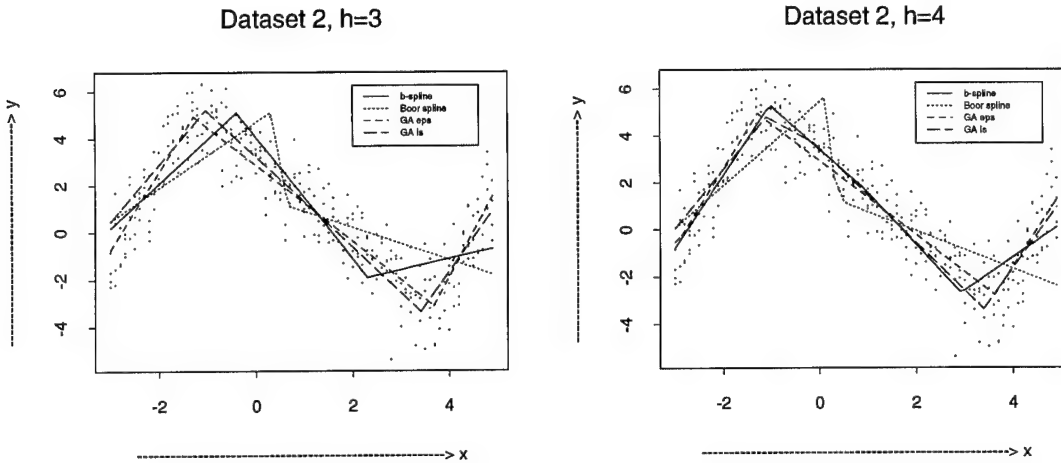 Dataset 2, h=3
y
6
4
2
0
-2
-4
b-spline
Boor spline
GA eps
GA ls
-2
0
2
4
x
Dataset 2, h=4
y
6
4
2
0
-2
-4
b-spline
Boor spline
GA eps
GA ls
-2
0
2
4
x